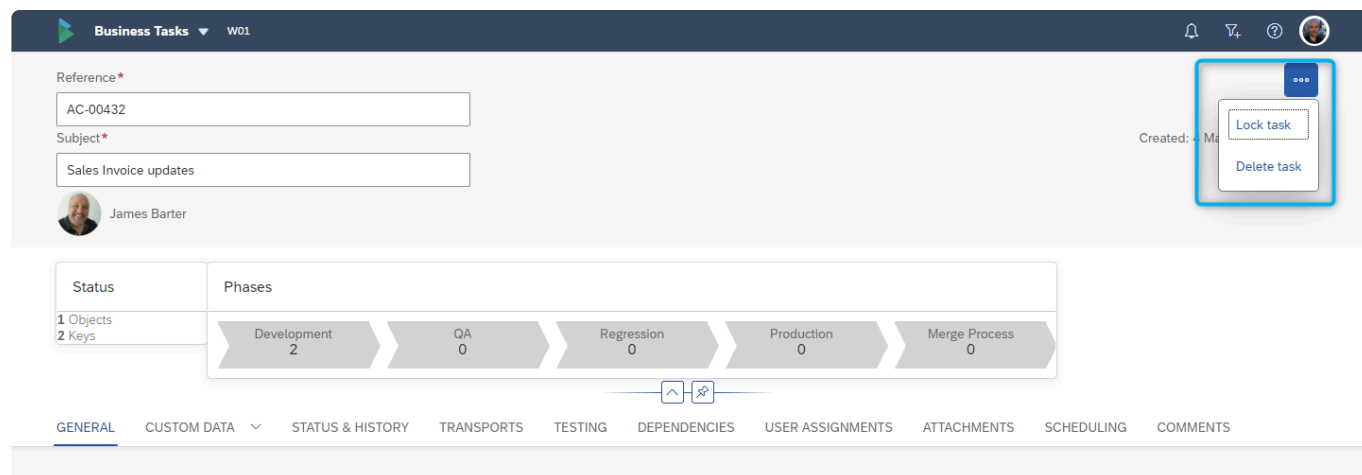 Business Tasks W01
Reference*
AC-00432
Subject*
Sales Invoice updates
James Barter
Created: 4 Ma
Lock task
Delete task
Status
Phases
1 Objects
2 Keys
Development
2
QA
0
Regression
0
Production
0
Merge Process
0
GENERAL CUSTOM DATA STATUS & HISTORY TRANSPORTS TESTING DEPENDENCIES USER ASSIGNMENTS ATTACHMENTS SCHEDULING COMMENTS